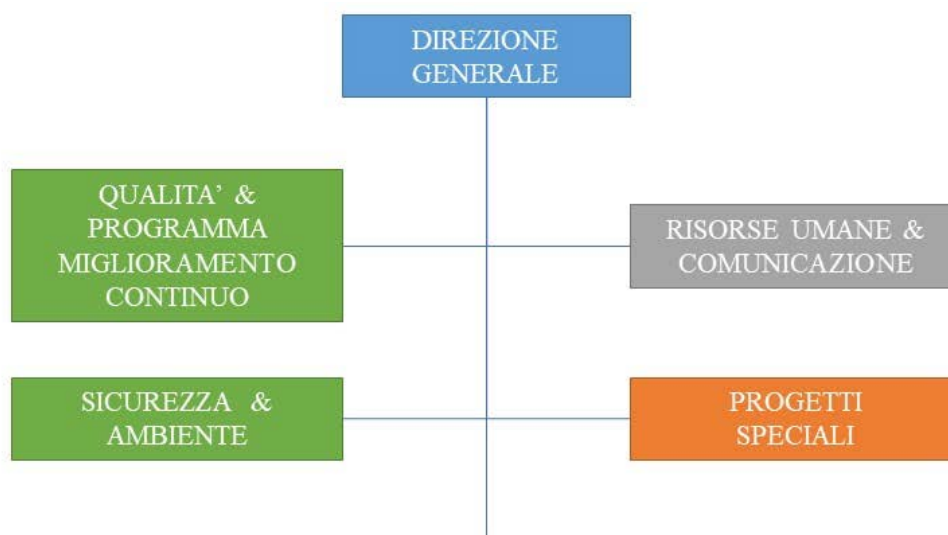 DIREZIONE
GENERALE
QUALITA’ &
PROGRAMMA
MIGLIORAMENTO
CONTINUO
RISORSE UMANE &
COMUNICAZIONE
SICUREZZA &
AMBIENTE
PROGETTI
SPECIALI